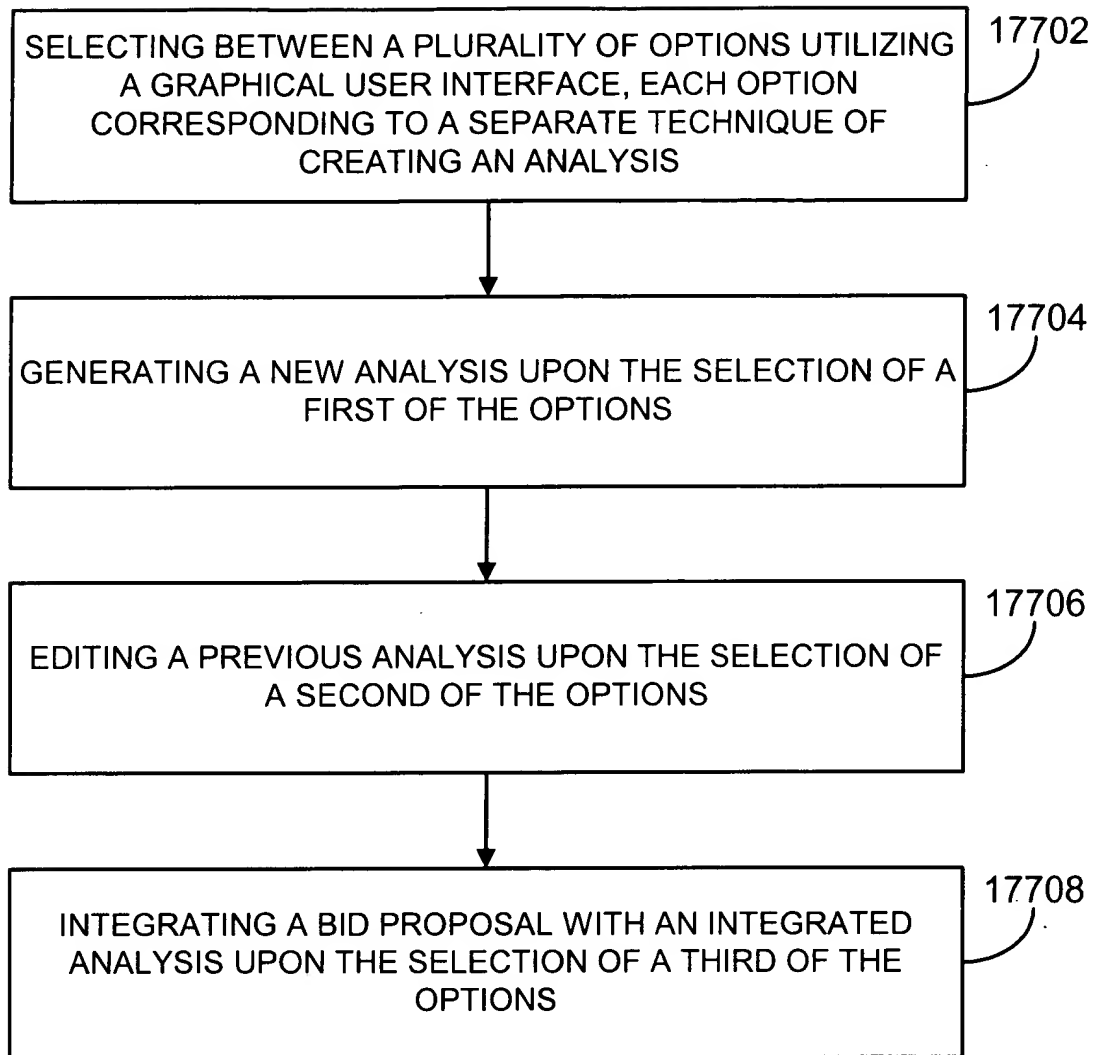 SELECTING BETWEEN A PLURALITY OF OPTIONS UTILIZING
A GRAPHICAL USER INTERFACE, EACH OPTION
CORRESPONDING TO A SEPARATE TECHNIQUE OF
CREATING AN ANALYSIS
17702
GENERATING A NEW ANALYSIS UPON THE SELECTION OF A
FIRST OF THE OPTIONS
17704
EDITING A PREVIOUS ANALYSIS UPON THE SELECTION OF
A SECOND OF THE OPTIONS
17706
INTEGRATING A BID PROPOSAL WITH AN INTEGRATED
ANALYSIS UPON THE SELECTION OF A THIRD OF THE
OPTIONS
17708